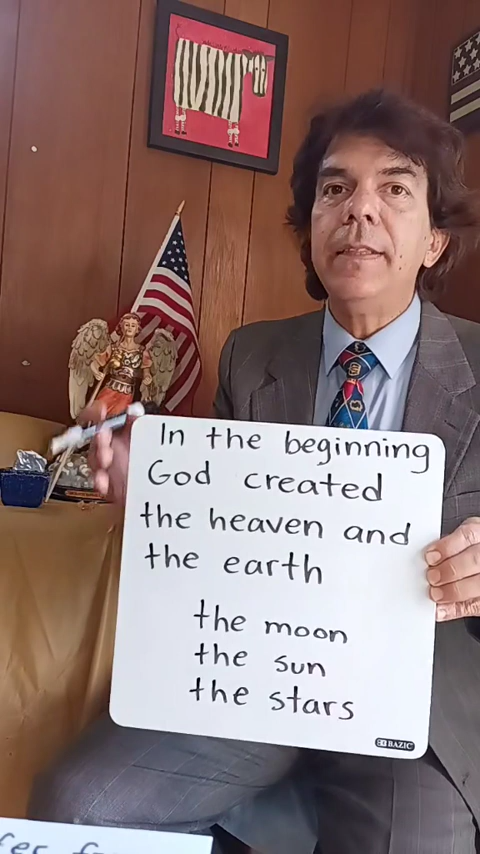 In the beginning
God created
the heaven and
the earth
the moon
the sun
the stars
BAZIC